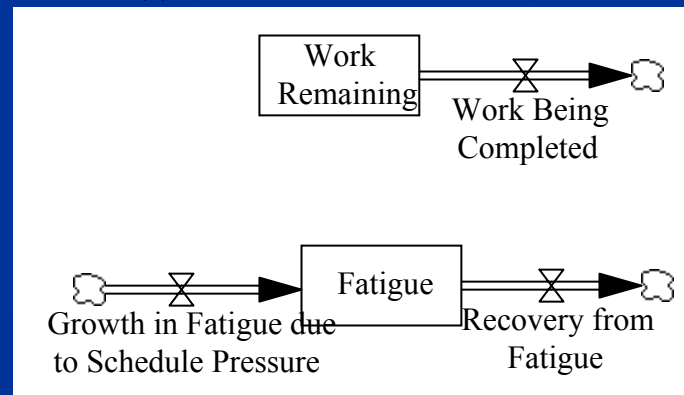 Work
Remaining
Work Being
Completed
Fatigue
Growth in Fatigue due
to Schedule Pressure
Recovery from
Fatigue